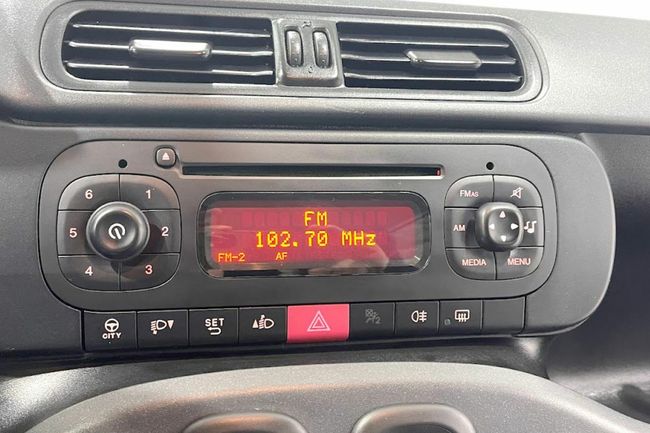 6 1
5 2
4 3
FM
102.70 MHz
FM-2 AF
FMAS
AM
MEDIA MENU
CITY
SET